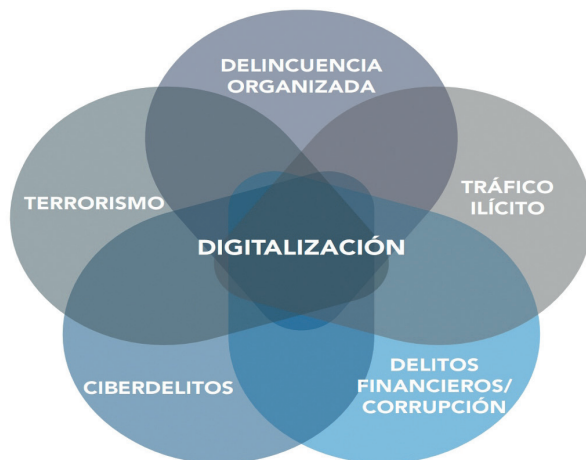 DELINCUENCIA
ORGANIZADA
TERRORISMO
TRÁFICO
ILÍCITO
DIGITALIZACIÓN
CIBERDELITOS
DELITOS
FINANCIEROS/
CORRUPCIÓN